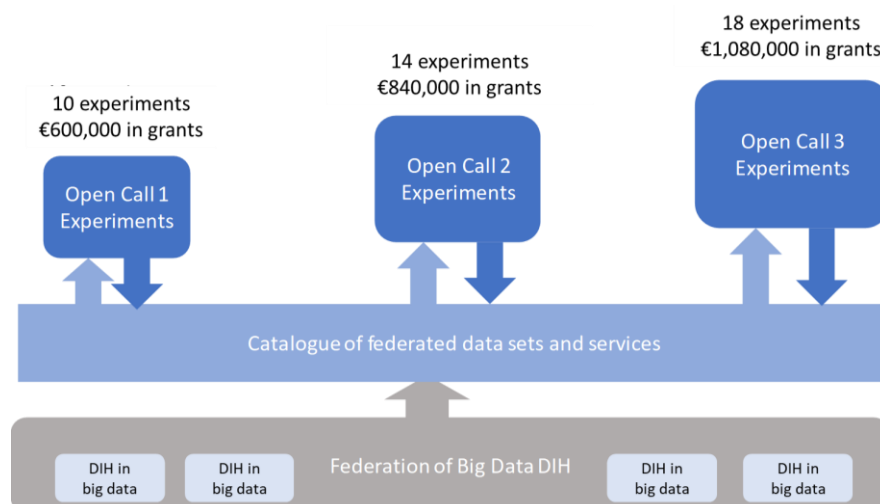 18 experiments
€1,080,000 in grants
14 experiments
€840,000 in grants
10 experiments
€600,000 in grants
Open Call 1
Experiments
Open Call 2
Experiments
Open Call 3
Experiments
Catalogue of federated data sets and services
Federation of Big Data DIH
DIH in
big data
DIH in
big data
DIH in
big data
DIH in
big data